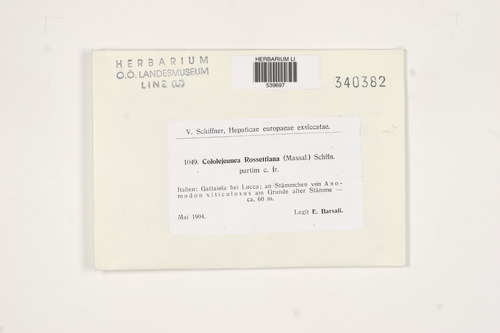 HERBARIUM
O.Ö. LANDESMUSEUM
LINZ (LI)
HERBARIUM LI
539697
340382
V. Schiffner, Hepaticae europaeae exsiccatae.
1049. Cololejeunea Rossettiana (Massal.) Schffn.
partim c. fr.
Italien: Gattaiola bei Lucca; an Stämmchen von Ano-
modon viticulosus am Grunde alter Stämme —
ca. 60 m.
Mai 1904. Legit E. Barsali.